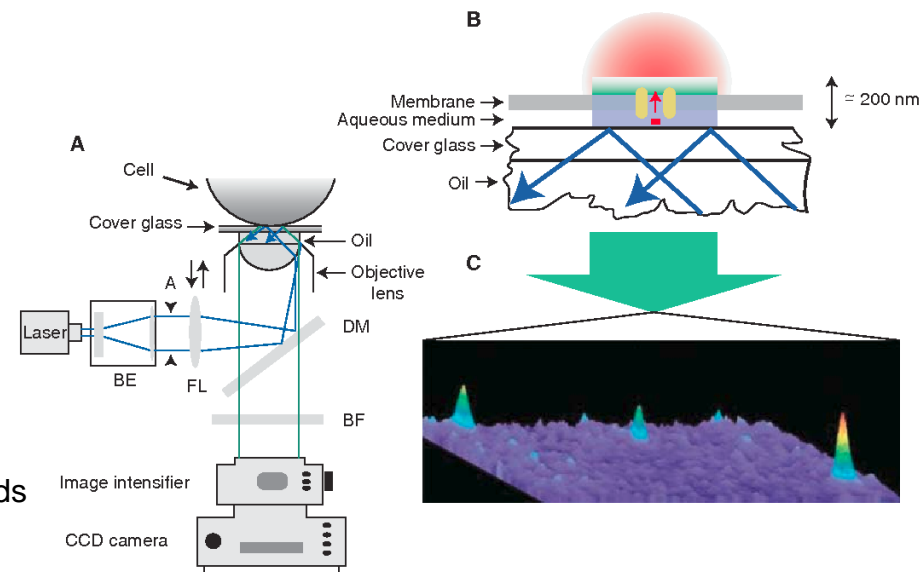 B
Membrane
Aqueous medium
Cover glass
Oil
≃ 200 nm
A
Cell
Cover glass
Oil
Objective
lens
A
DM
Laser
BE
FL
BF
Image intensifier
CCD camera
ds
C